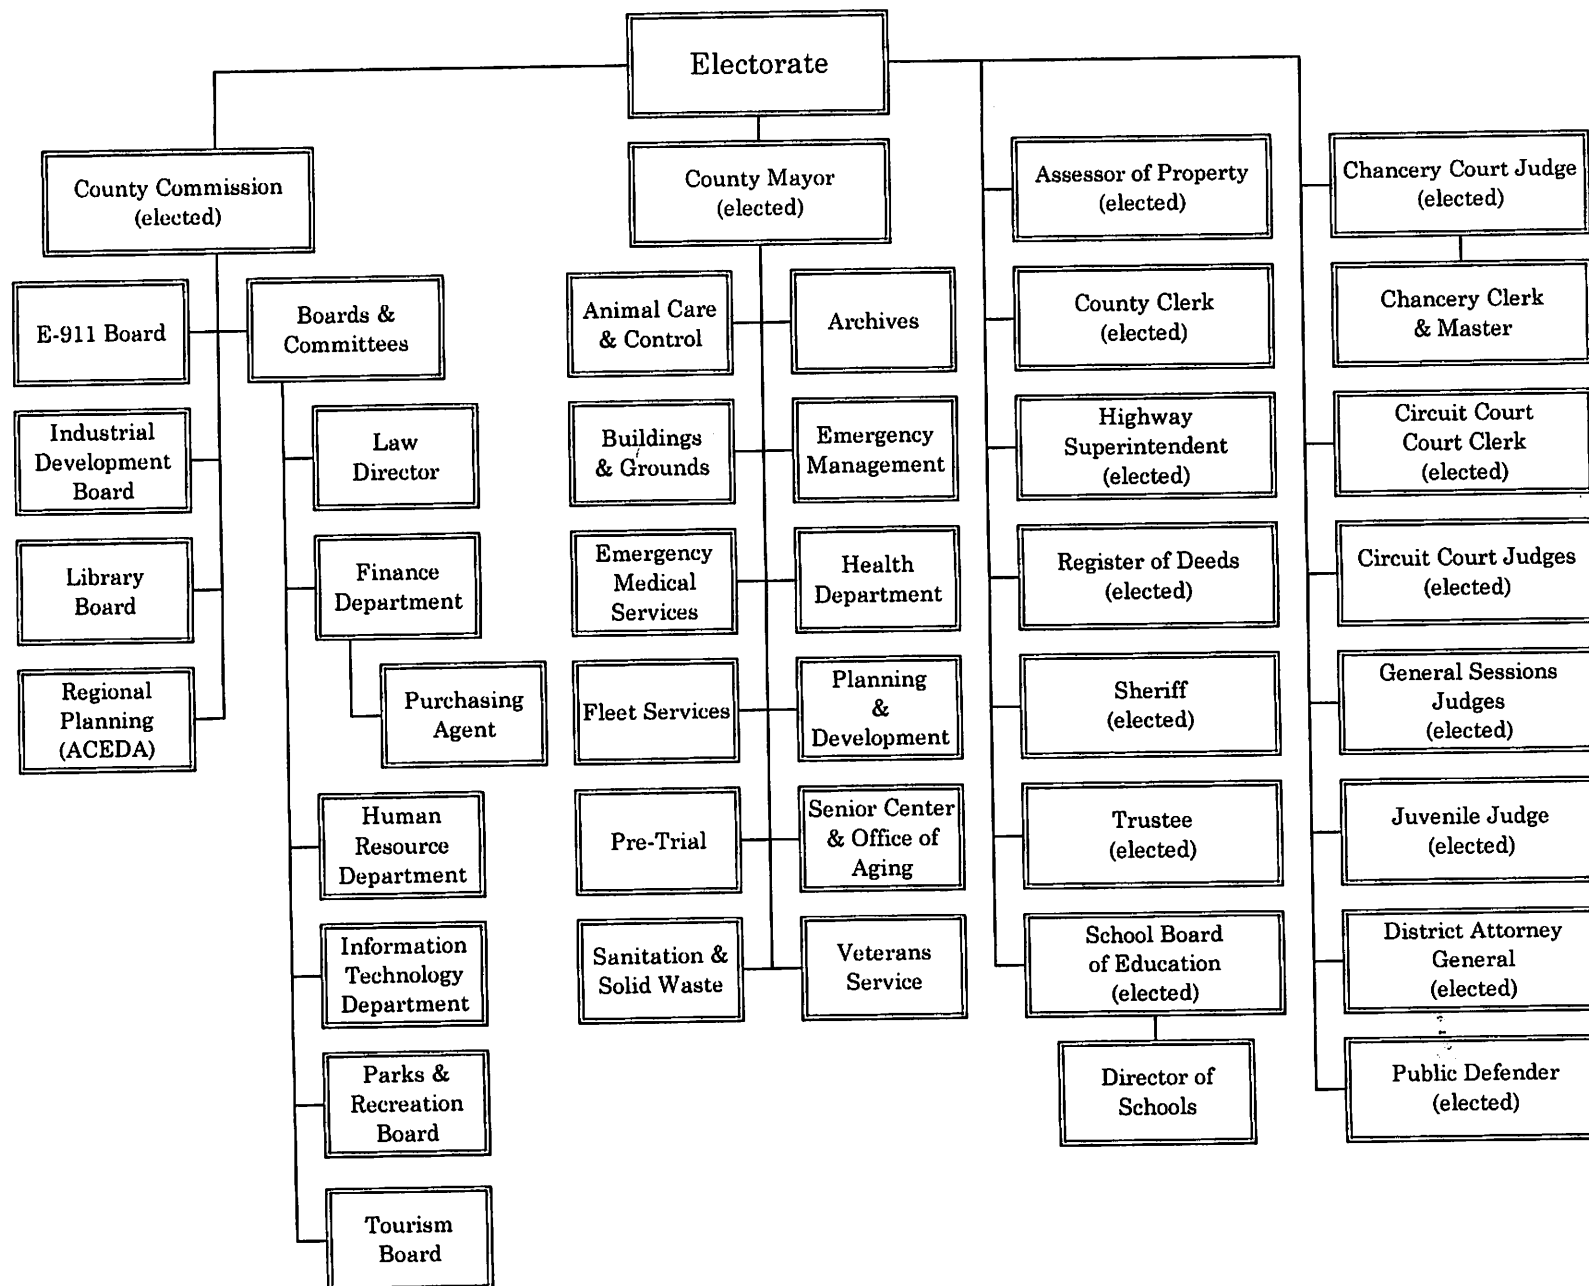 Electorate
County Commission
(elected)
E-911 Board
Boards &
Committees
Industrial
Development
Board
Library
Board
Regional
Planning
(ACEDA)
Law
Director
Finance
Department
Purchasing
Agent
Human
Resource
Department
Information
Technology
Department
Parks &
Recreation
Board
Tourism
Board
County Mayor
(elected)
Animal Care
& Control
Archives
Buildings
& Grounds
Emergency
Management
Emergency
Medical
Services
Health
Department
Fleet Services
Planning
&
Development
Pre-Trial
Senior Center
& Office of
Aging
Sanitation &
Solid Waste
Veterans
Service
Assessor of Property
(elected)
County Clerk
(elected)
Highway
Superintendent
(elected)
Register of Deeds
(elected)
Sheriff
(elected)
Trustee
(elected)
School Board
of Education
(elected)
Director of
Schools
Chancery Court Judge
(elected)
Chancery Clerk
& Master
Circuit Court
Court Clerk
(elected)
Circuit Court Judges
(elected)
General Sessions
Judges
(elected)
Juvenile Judge
(elected)
District Attorney
General
(elected)
Public Defender
(elected)